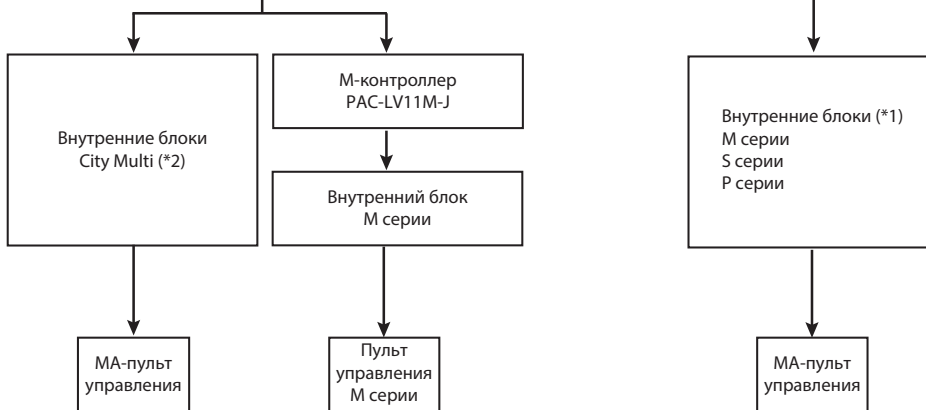 Внутренние блоки
City Multi (*2)
М-контроллер
PAC-LV11M-J
Внутренний блок
М серии
Внутренние блоки (*1)
М серии
S серии
P серии
МА-пульт
управления
Пульт
управления
М серии
МА-пульт
управления